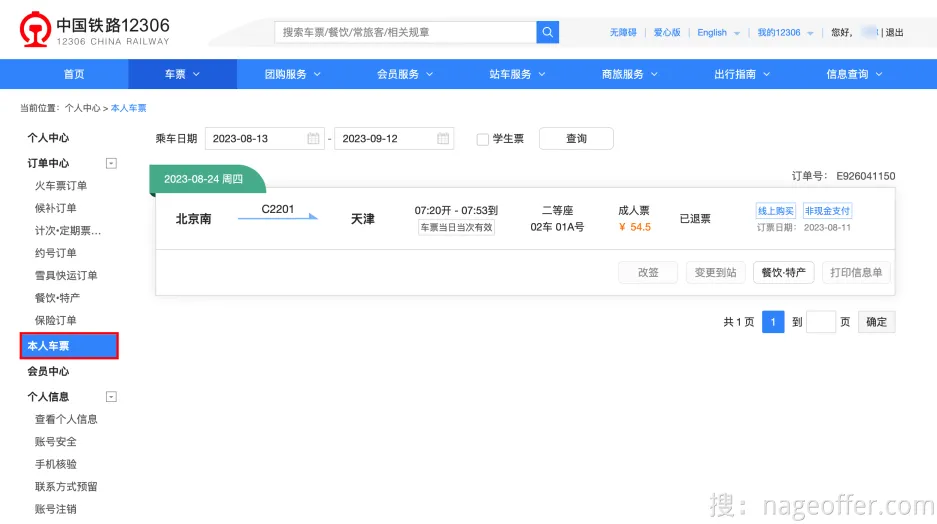 中国铁路12306
12306 CHINA RAILWAY
搜索车票/餐饮/常旅客/相关规章
无障碍 | 爱心版 | English | 我的12306 | 您好， | 退出
首页 车票 团购服务 会员服务 站车服务 商旅服务 出行指南 信息查询
当前位置：个人中心 > 本人车票
个人中心
乘车日期 2023-08-13 - 2023-09-12 学生票 查询
订单中心
火车票订单
候补订单
计次•定期票...
约号订单
雪具快运订单
餐饮•特产
保险订单
本人车票
会员中心
个人信息
查看个人信息
账号安全
手机核验
联系方式预留
账号注销
2023-08-24 周四
订单号： E926041150
北京南 C2201 天津
07:20开 - 07:53到
车票当日当次有效
二等座
02车 01A号
成人票
¥ 54.5
已退票
线上购买 非现金支付
订票日期： 2023-08-11
改签 变更到站 餐饮·特产 打印信息单
共 1 页 1 到 页 确定
搜：nageoffer.com